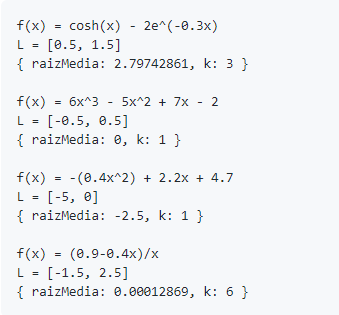 f(x) = cosh(x) - 2e^(-0.3x)
L = [0.5, 1.5]
{ raizMedia: 2.79742861, k: 3 }
f(x) = 6x^3 - 5x^2 + 7x - 2
L = [-0.5, 0.5]
{ raizMedia: 0, k: 1 }
f(x) = -(0.4x^2) + 2.2x + 4.7
L = [-5, 0]
{ raizMedia: -2.5, k: 1 }
f(x) = (0.9-0.4x)/x
L = [-1.5, 2.5]
{ raizMedia: 0.00012869, k: 6 }